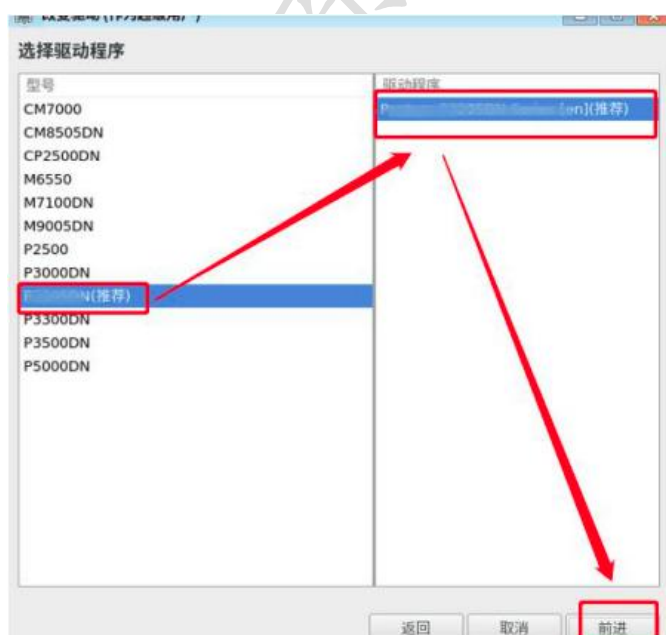 选择驱动程序
型号
驱动程序
CM7000
CM8505DN
CP2500DN
M6550
M7100DN
M9005DN
P2500
P3000DN
(推荐)
P3300DN
P3500DN
P5000DN
[en](推荐)
返回
取消
前进